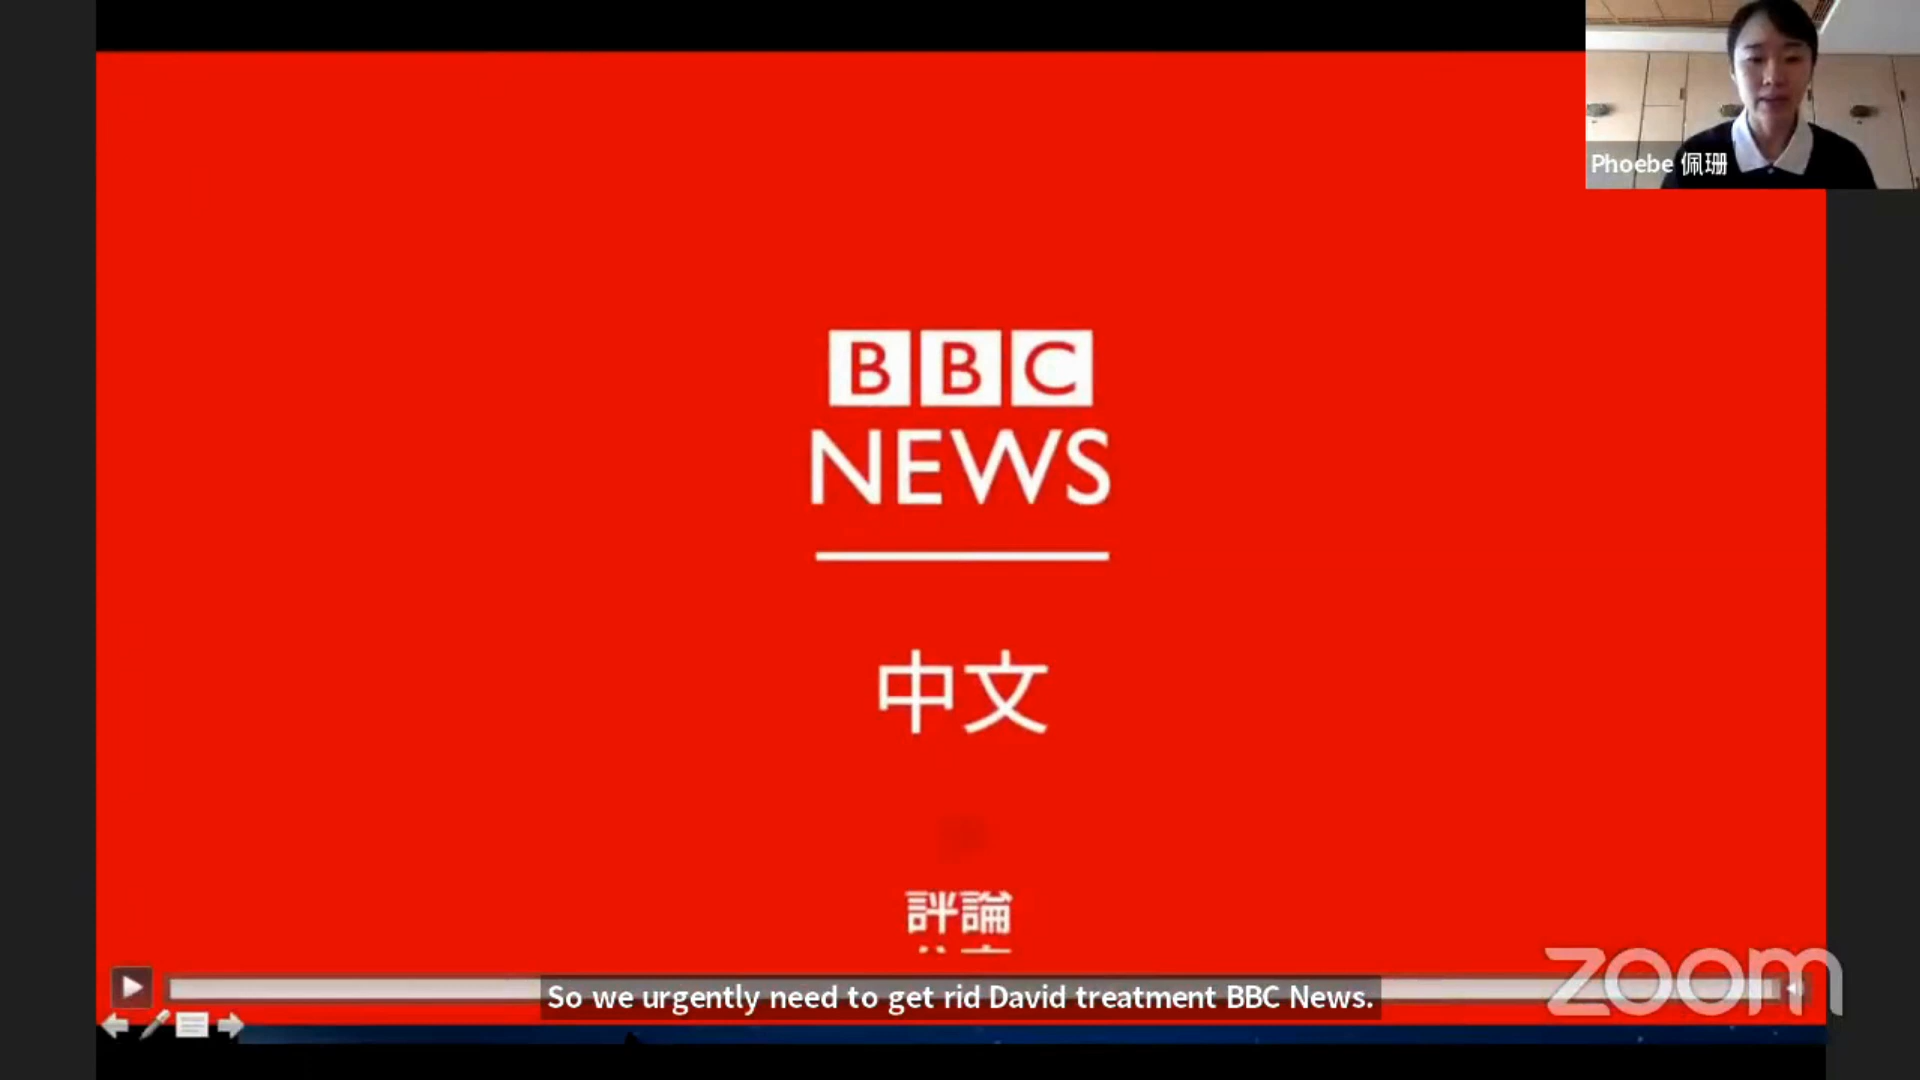 Phoebe 佩珊
BBC
NEWS
中文
評論
So we urgently need to get rid David treatment BBC News.
zoom